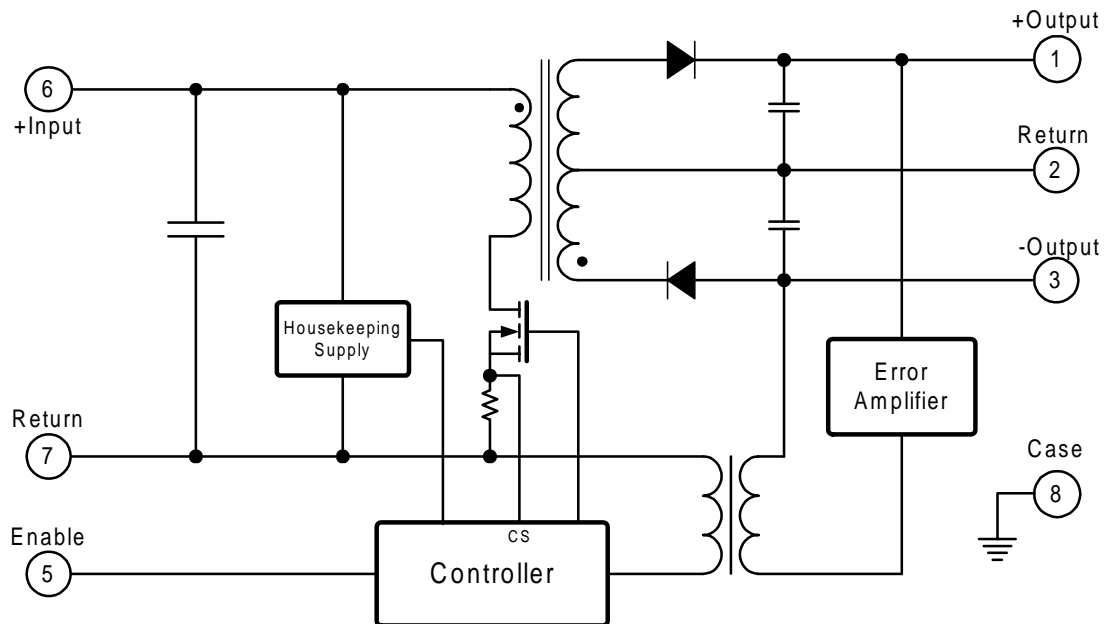 +Output
1
6
+Input
Return
2
-Output
3
Housekeeping
Supply
Error
Amplifier
Return
7
Case
8
Enable
5
CS
Controller